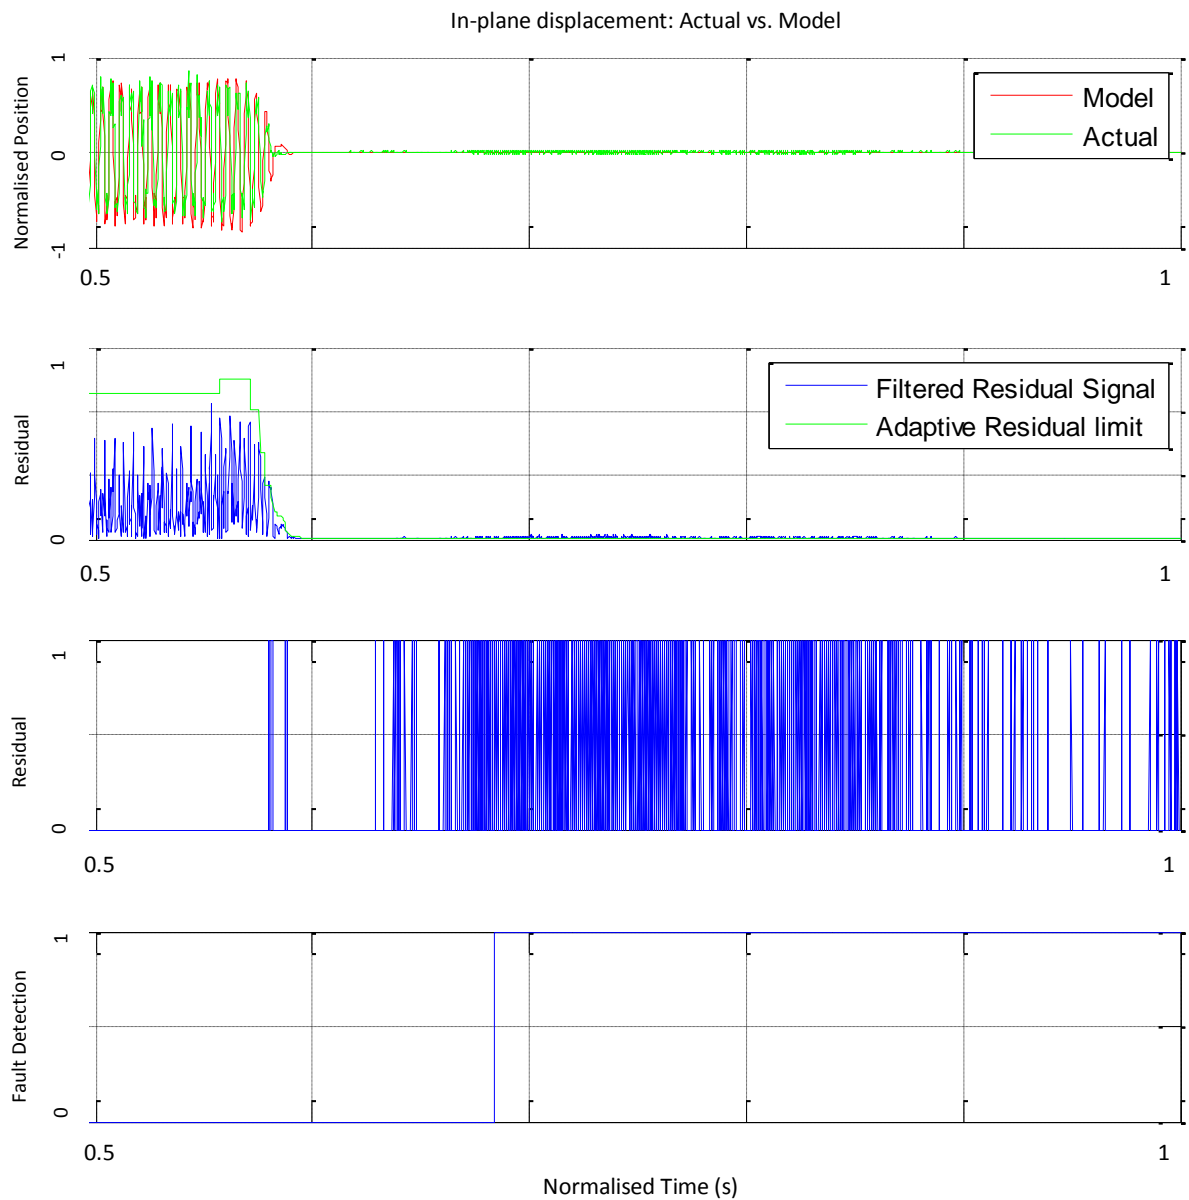 In-plane displacement: Actual vs. Model
Normalised Position
1
0
-1
Model
Actual
0.5
1
Residual
1
0
Filtered Residual Signal
Adaptive Residual limit
0.5
1
Residual
1
0
0.5
1
Fault Detection
1
0
0.5
1
Normalised Time (s)